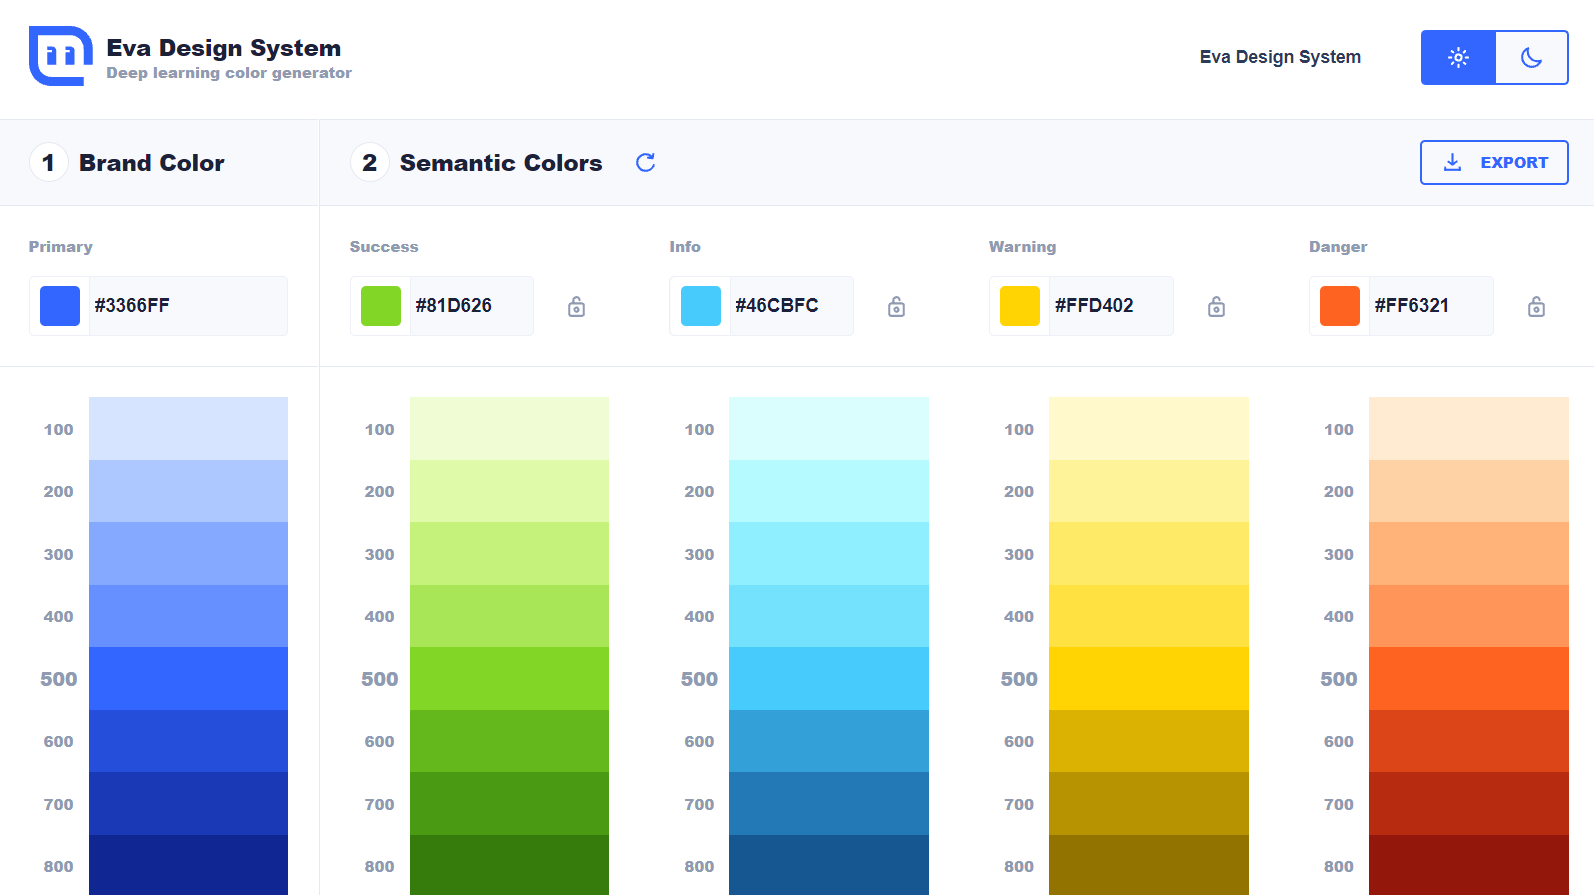 Eva Design System
Deep learning color generator
Eva Design System
1 Brand Color
2 Semantic Colors
EXPORT
Primary
Success
Info
Warning
Danger
#3366FF
#81D626
#46CBFC
#FFD402
#FF6321
100 100 100 100 100
200 200 200 200 200
300 300 300 300 300
400 400 400 400 400
500 500 500 500 500
600 600 600 600 600
700 700 700 700 700
800 800 800 800 800